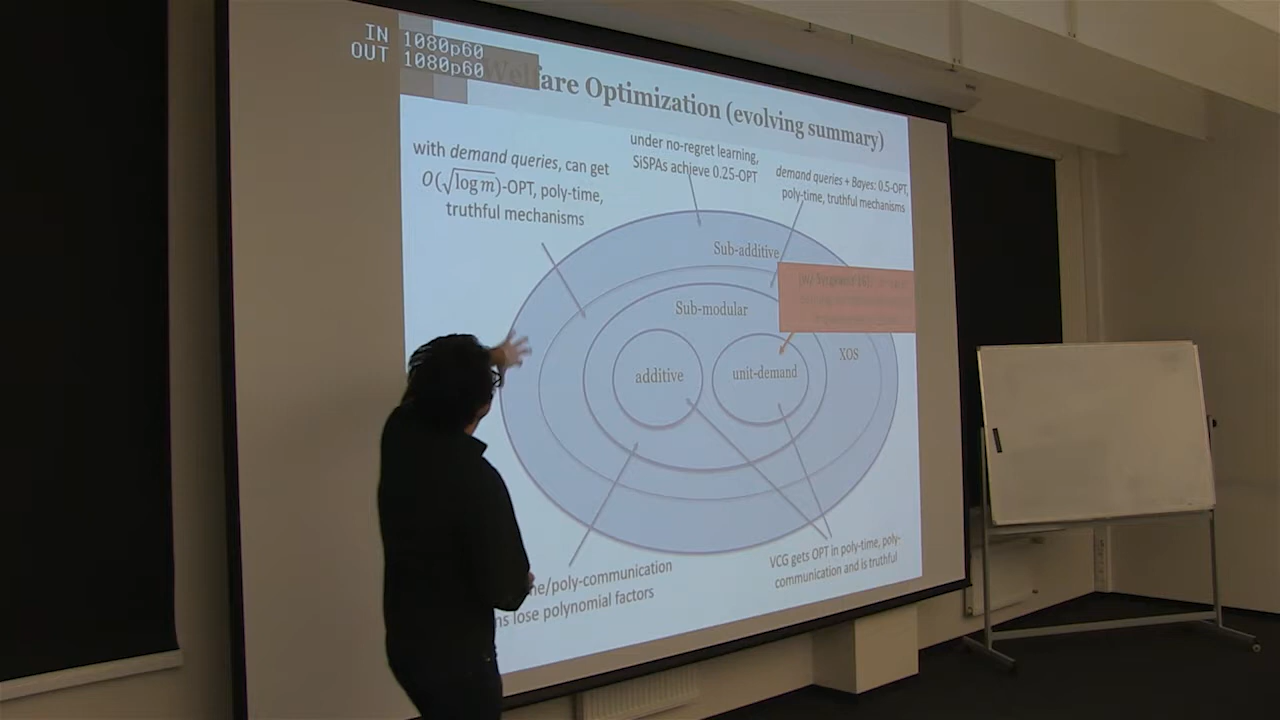 IN 1080p60
OUT 1080p60
Welfare Optimization (evolving summary)
with demand queries, can get
O(√log m)-OPT, poly-time,
truthful mechanisms
under no-regret learning,
SiSPAs achieve 0.25-OPT
demand queries + Bayes: 0.5-OPT,
poly-time, truthful mechanisms
Sub-additive
Sub-modular
XOS
additive
unit-demand
me/poly-communication
ns lose polynomial factors
VCG gets OPT in poly-time, poly-
communication and is truthful